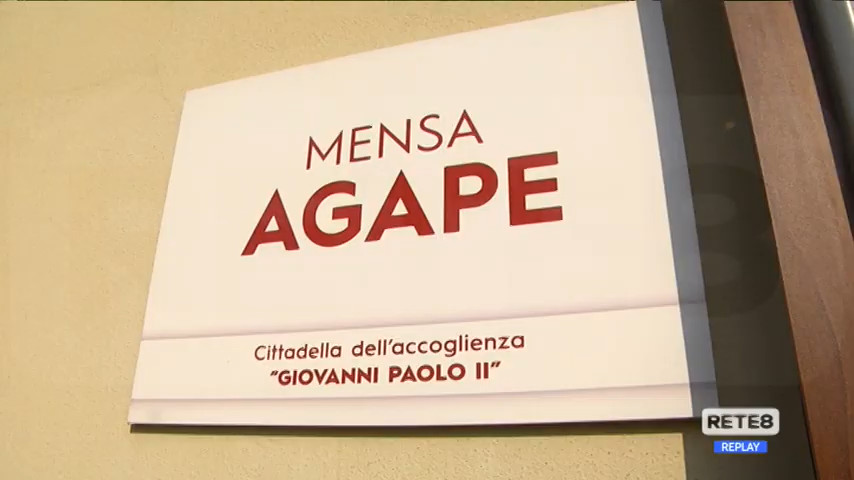 MENSA
AGAPE
Cittadella dell'accoglienza
"GIOVANNI PAOLO II"
RETE8
REPLAY